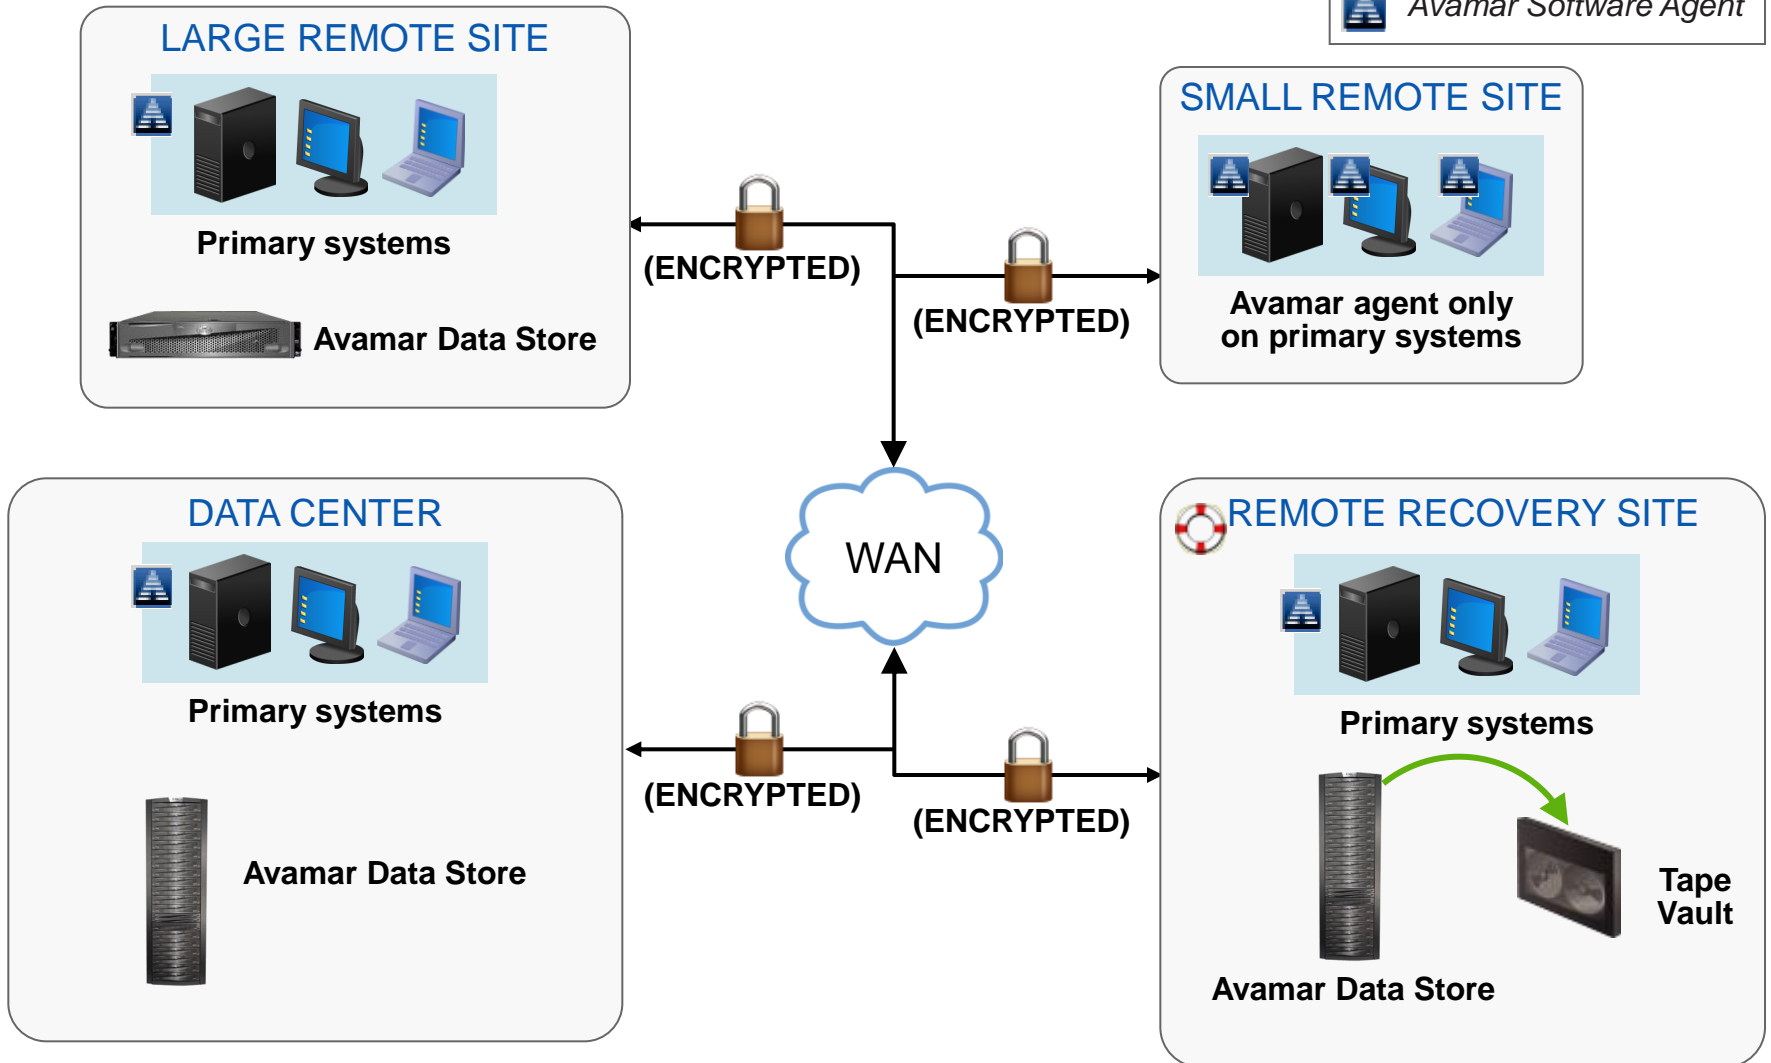 Avamar Software Agent
LARGE REMOTE SITE
Primary systems
Avamar Data Store
(ENCRYPTED)
SMALL REMOTE SITE
Avamar agent only
on primary systems
(ENCRYPTED)
WAN
DATA CENTER
Primary systems
Avamar Data Store
(ENCRYPTED)
(ENCRYPTED)
REMOTE RECOVERY SITE
Primary systems
Tape
Vault
Avamar Data Store